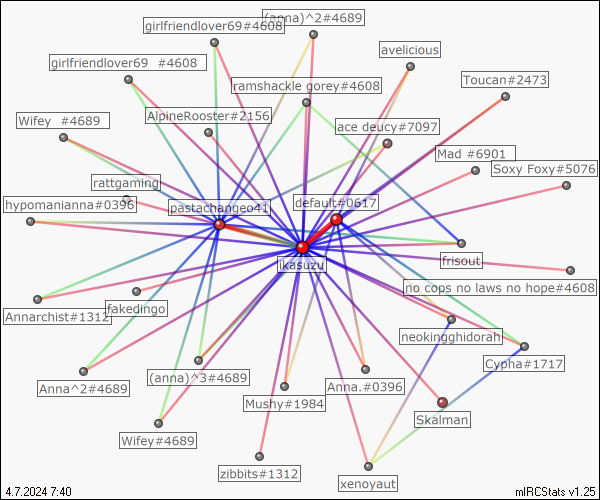 (anna)^2#4689
girlfriendlover69#4608
avelicious
girlfriendlover69 #4608
Toucan#2473
ramshackle gorey#4608
AlpineRooster#2156
Wifey #4689
ace deucy#7097
Mad #6901
Soxy Foxy#5076
rattgaming
hypomanianna#0396
pastachangeo41
default#0617
ikasuzu
frisout
no cops no laws no hope#4608
Annarchist#1312
fakedingo
neokingghidorah
Cypha#1717
Anna^2#4689
(anna)^3#4689
Anna.#0396
Mushy#1984
Skalman
Wifey#4689
zibbits#1312
xenoyaut
4.7.2024 7:40
mIRCStats v1.25